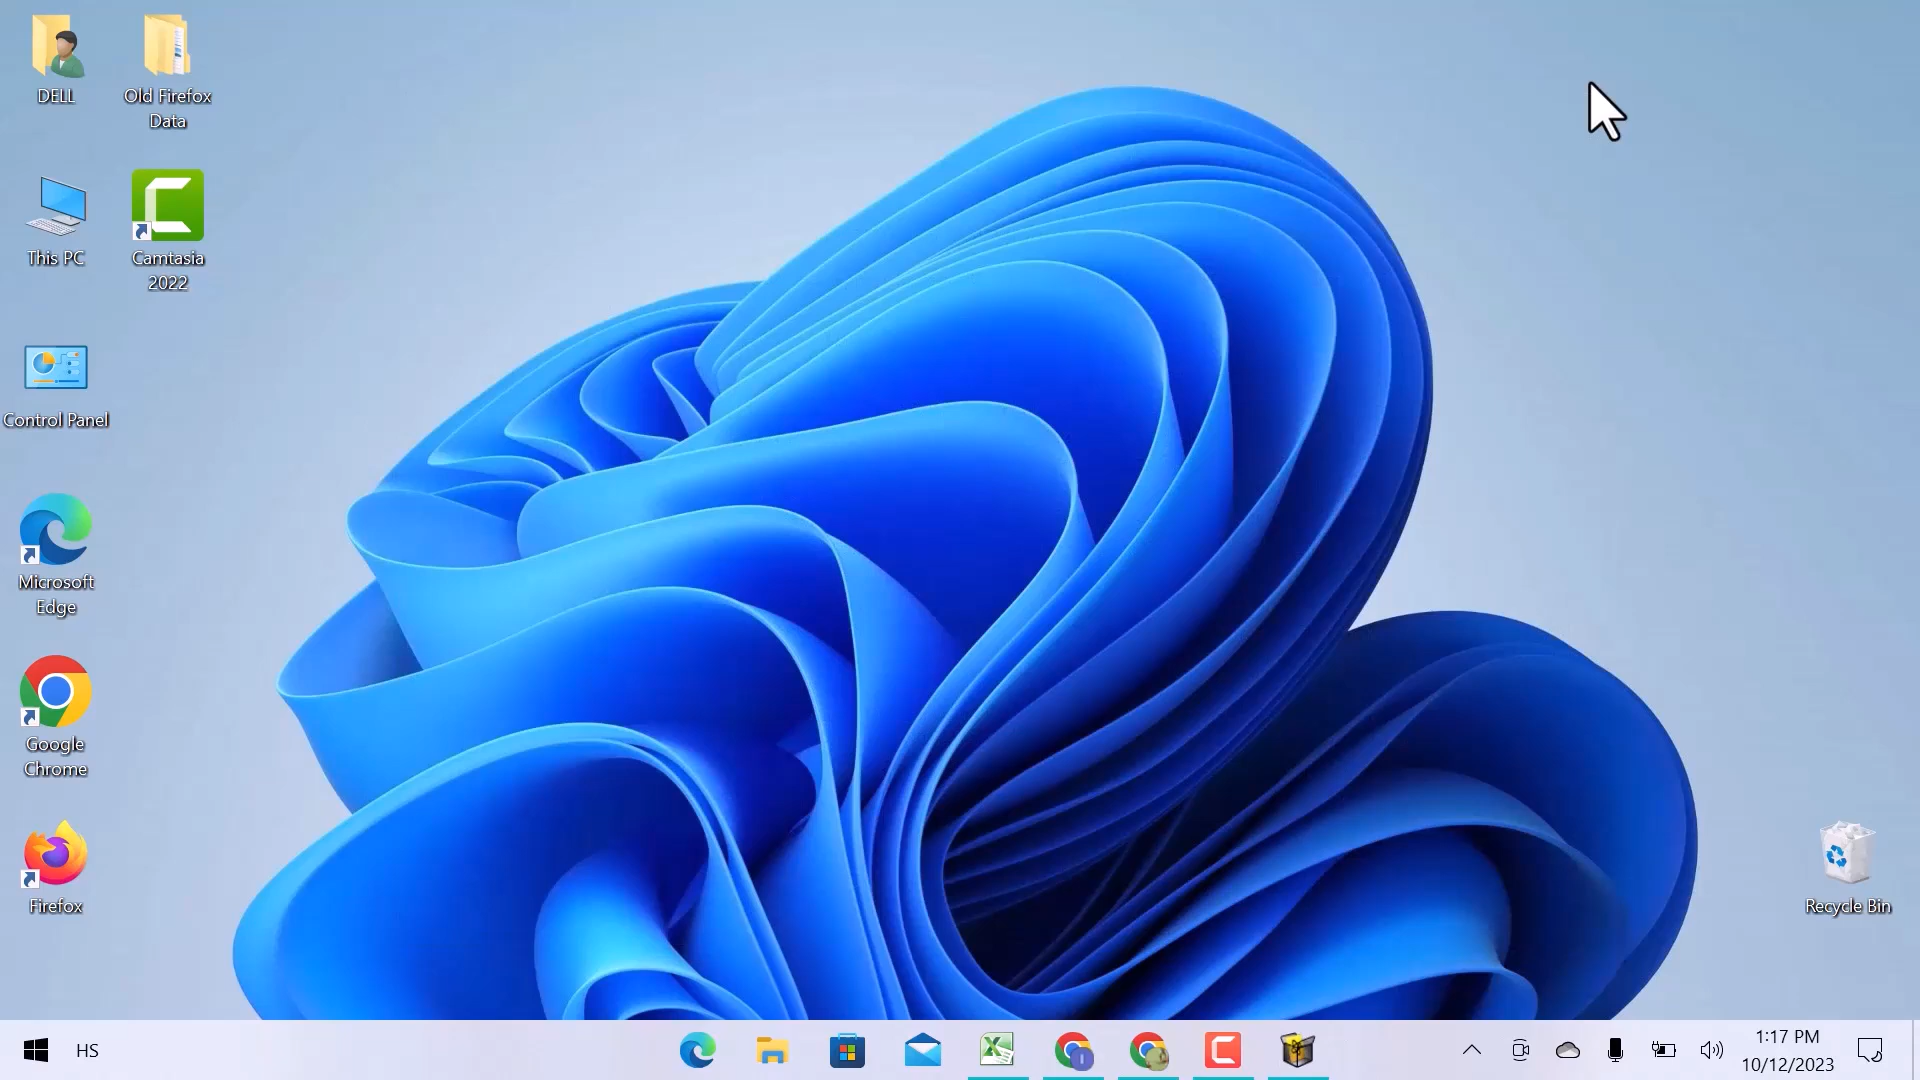 DELL
Old Firefox
Data
This PC
Camtasia
2022
Control Panel
Microsoft
Edge
Google
Chrome
Firefox
Recycle Bin
HS
1:17 PM
10/12/2023